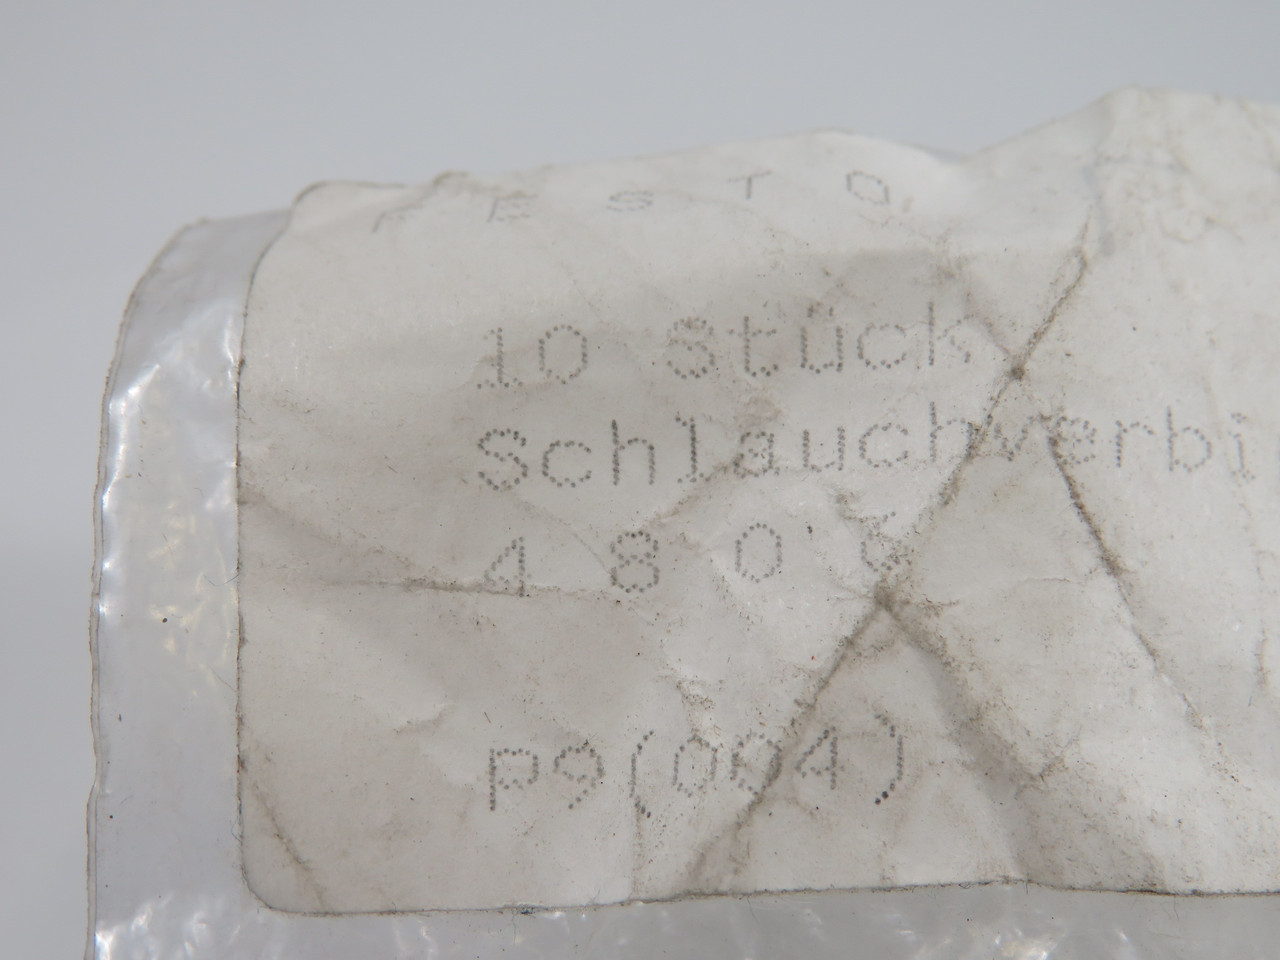 F E S T O
10 Stück
Schlauchverbi
4 8 0
p9(004)